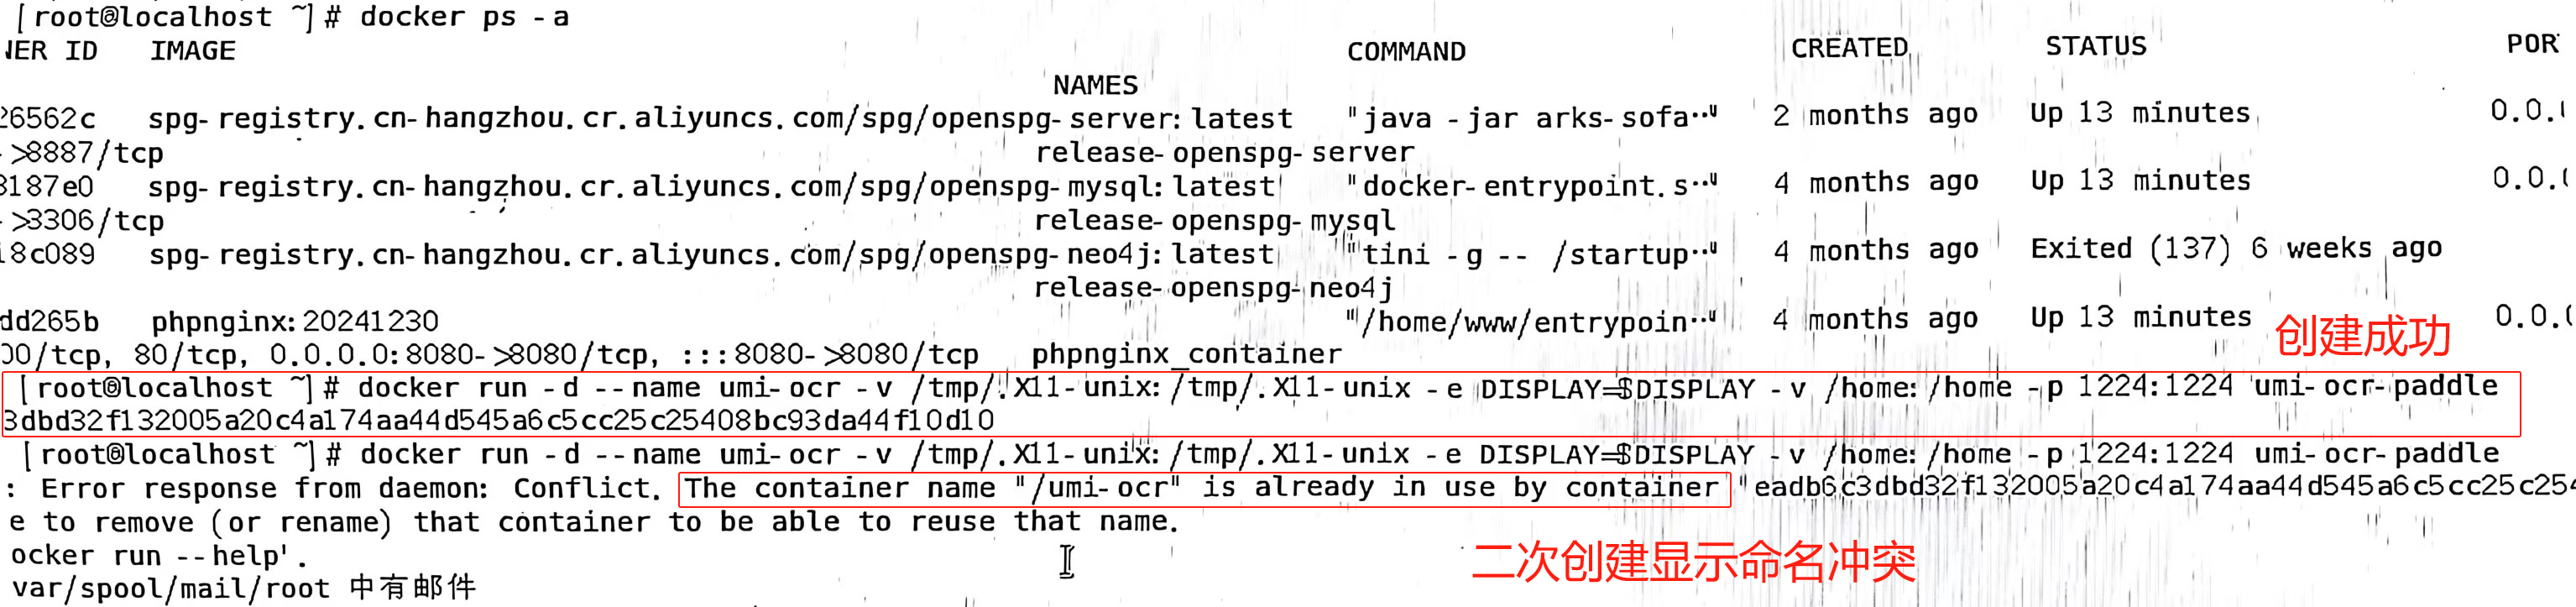 [root@localhost ~]# docker ps -a
NER ID IMAGE COMMAND CREATED STATUS POR
NAMES
26562c spg-registry.cn-hangzhou.cr.aliyuncs.com/spg/openspg-server:latest "java -jar arks-sofa…" 2 months ago Up 13 minutes 0.0.
->8887/tcp release-openspg-server
8187e0 spg-registry.cn-hangzhou.cr.aliyuncs.com/spg/openspg-mysql:latest "docker-entrypoint.s…" 4 months ago Up 13 minutes 0.0.
->3306/tcp release-openspg-mysql
18c089 spg-registry.cn-hangzhou.cr.aliyuncs.com/spg/openspg-neo4j:latest "tini -g -- /startup…" 4 months ago Exited (137) 6 weeks ago
release-openspg-neo4j
dd265b phpnginx:20241230 "/home/www/entrypoin…" 4 months ago Up 13 minutes 0.0.
00/tcp, 80/tcp, 0.0.0.0:8080->8080/tcp, :::8080->8080/tcp phpnginx_container
创建成功
[root@localhost ~]# docker run -d --name umi-ocr -v /tmp/.X11-unix:/tmp/.X11-unix -e DISPLAY=$DISPLAY -v /home:/home -p 1224:1224 umi-ocr-paddle
3dbd32f132005a20c4a174aa44d545a6c5cc25c25408bc93da44f10d10
[root@localhost ~]# docker run -d --name umi-ocr -v /tmp/.X11-unix:/tmp/.X11-unix -e DISPLAY=$DISPLAY -v /home:/home -p 1224:1224 umi-ocr-paddle
: Error response from daemon: Conflict. The container name "/umi-ocr" is already in use by container "eadb6c3dbd32f132005a20c4a174aa44d545a6c5cc25c254
e to remove (or rename) that container to be able to reuse that name.
ocker run --help'.
二次创建显示命名冲突
var/spool/mail/root 中有邮件